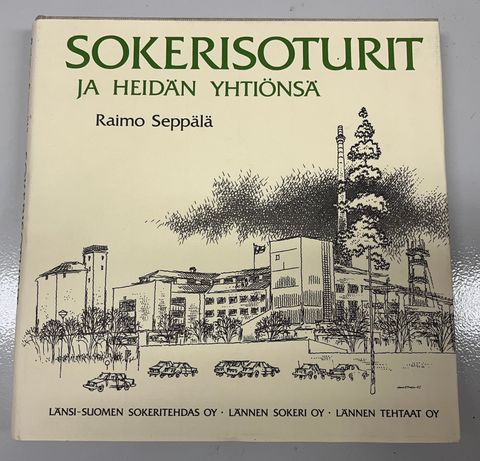 SOKERISOTURIT
JA HEIDÄN YHTIÖNSÄ
Raimo Seppälä
LÄNSI-SUOMEN SOKERITEHDAS OY · LÄNNEN SOKERI OY · LÄNNEN TEHTAAT OY